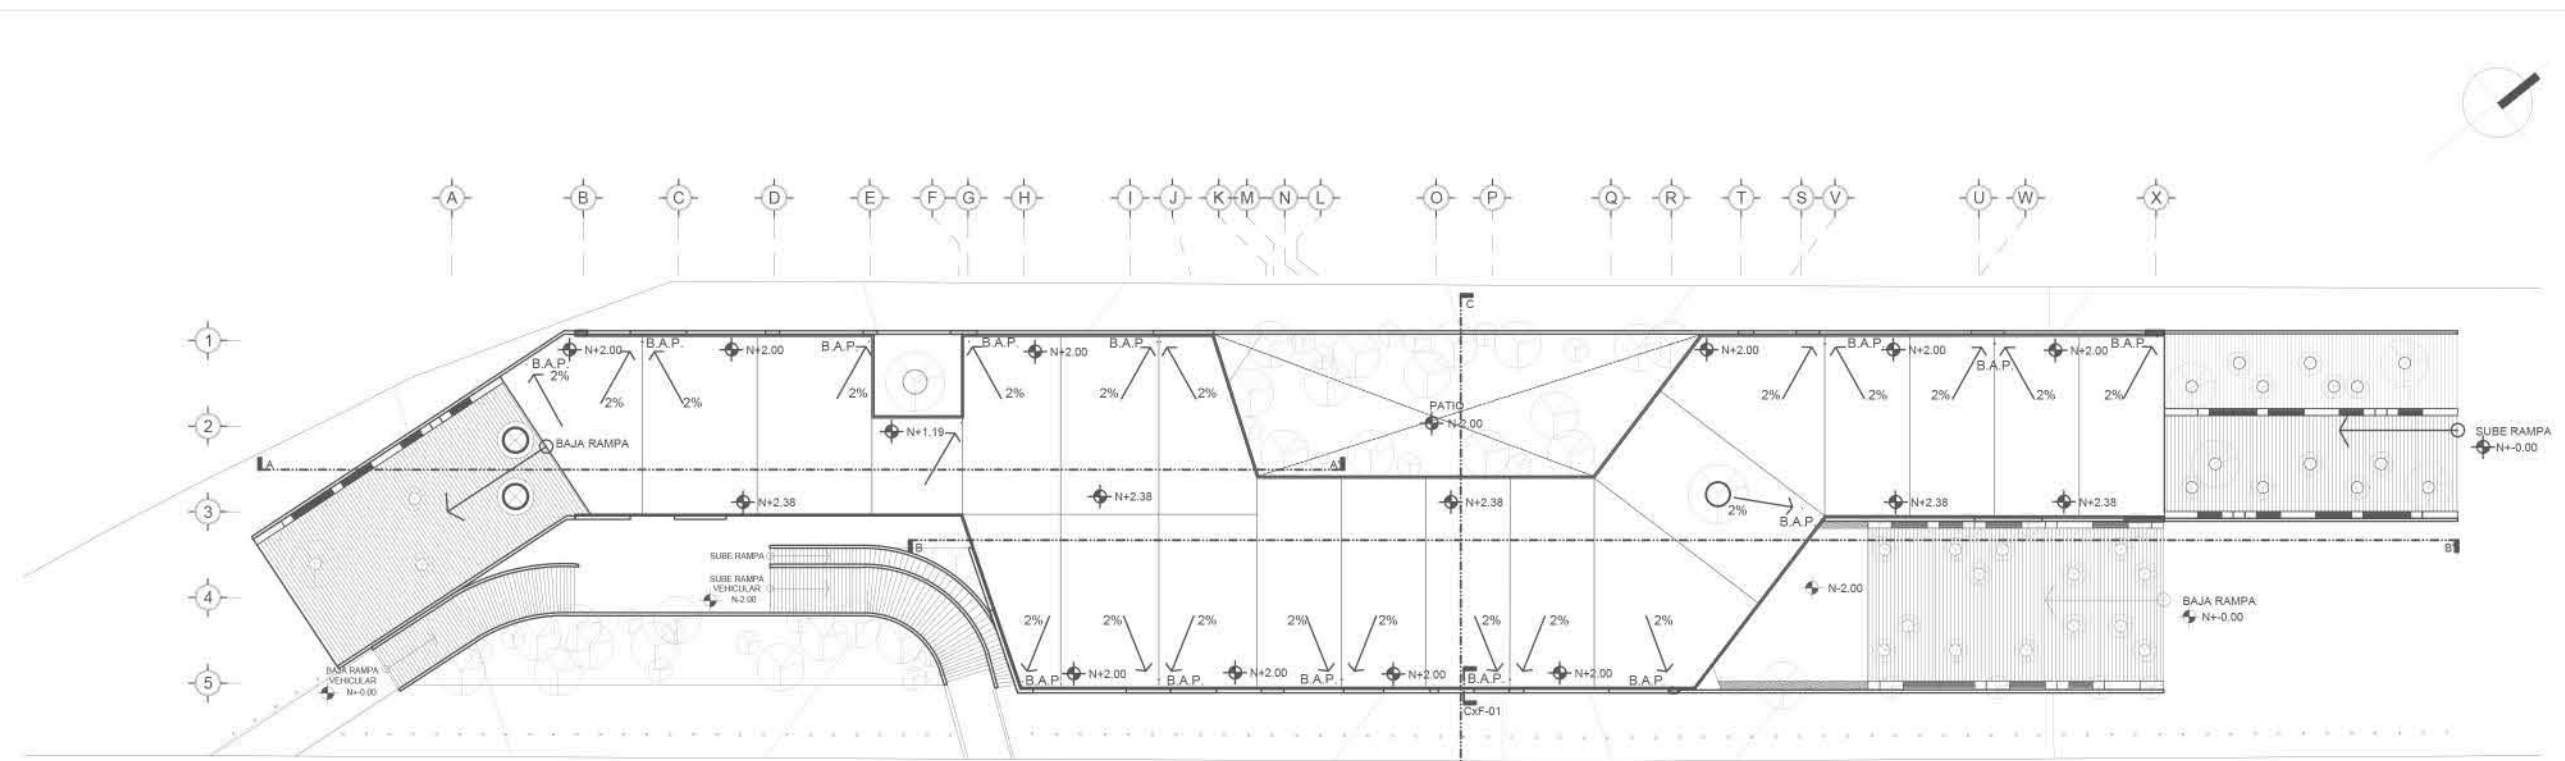 A B C D E F G H I J K M N L O P Q R T S V U W X
C
1
B.A.P. N+2.00 B.A.P. N+2.00 B.A.P. B.A.P. N+2.00 B.A.P. N+2.00 B.A.P. N+2.00 N+2.00 B.A.P.
B.A.P.
2% B.A.P.
2% 2% 2% 2% 2% 2% 2% 2% 2% 2%
PATIO
2
N+1.19 N-2.00
BAJA RAMPA
SUBE RAMPA
N+-0.00
A A'
3
N+2.38 N+2.38 N+2.38 N+2.38 N+2.38
2%
B.A.P.
B B'
SUBE RAMPA
SUBE RAMPA
VEHICULAR
N-2.00
4
N-2.00
BAJA RAMPA
N+-0.00
2% 2% 2% 2% 2% 2% 2% 2%
BAJA RAMPA
VEHICULAR
N+-0.00
5
B.A.P. N+2.00 B.A.P. N+2.00 B.A.P. N+2.00 B.A.P. N+2.00 B.A.P.
CxF-01